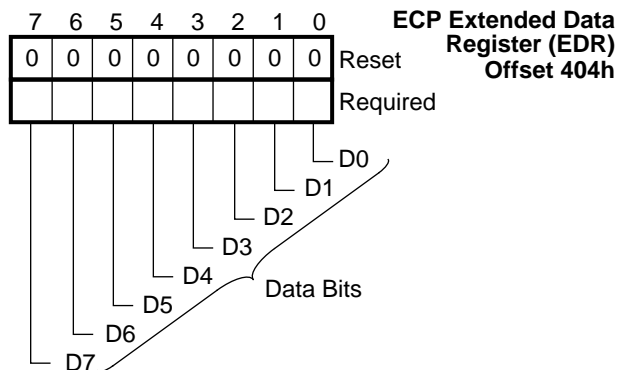 7 6 5 4 3 2 1 0
ECP Extended Data
Register (EDR)
Offset 404h
0 0 0 0 0 0 0 0 Reset
Required
D0
D1
D2
D3
D4
Data Bits
D5
D6
D7